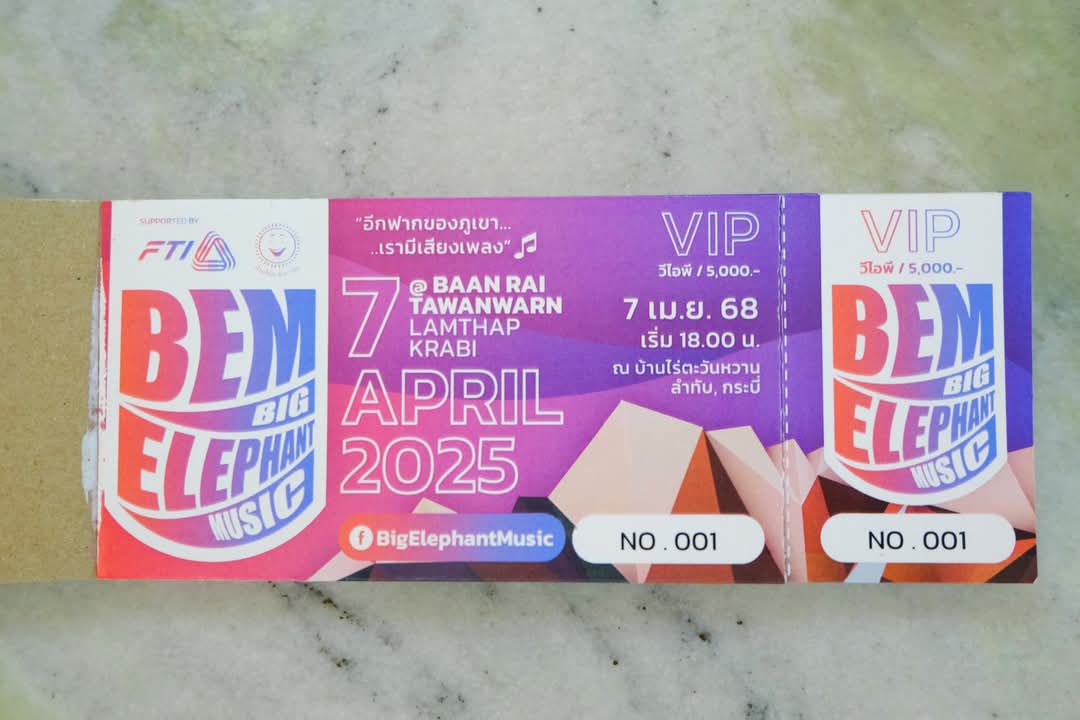 SUPPORTED BY
FTI
BEM
BIG
ELEPHANT
MUSIC
“อีกฟากของภูเขา...
..เรามีเสียงเพลง”
7
@ BAAN RAI
TAWANWARN
LAMTHAP
KRABI
APRIL
2025
BigElephantMusic
VIP
วีไอพี / 5,000.-
7 เม.ย. 68
เริ่ม 18.00 น.
ณ บ้านไร่ตะวันหวาน
ลำทับ, กระบี่
NO . 001
VIP
วีไอพี / 5,000.-
BEM
BIG
ELEPHANT
MUSIC
NO . 001